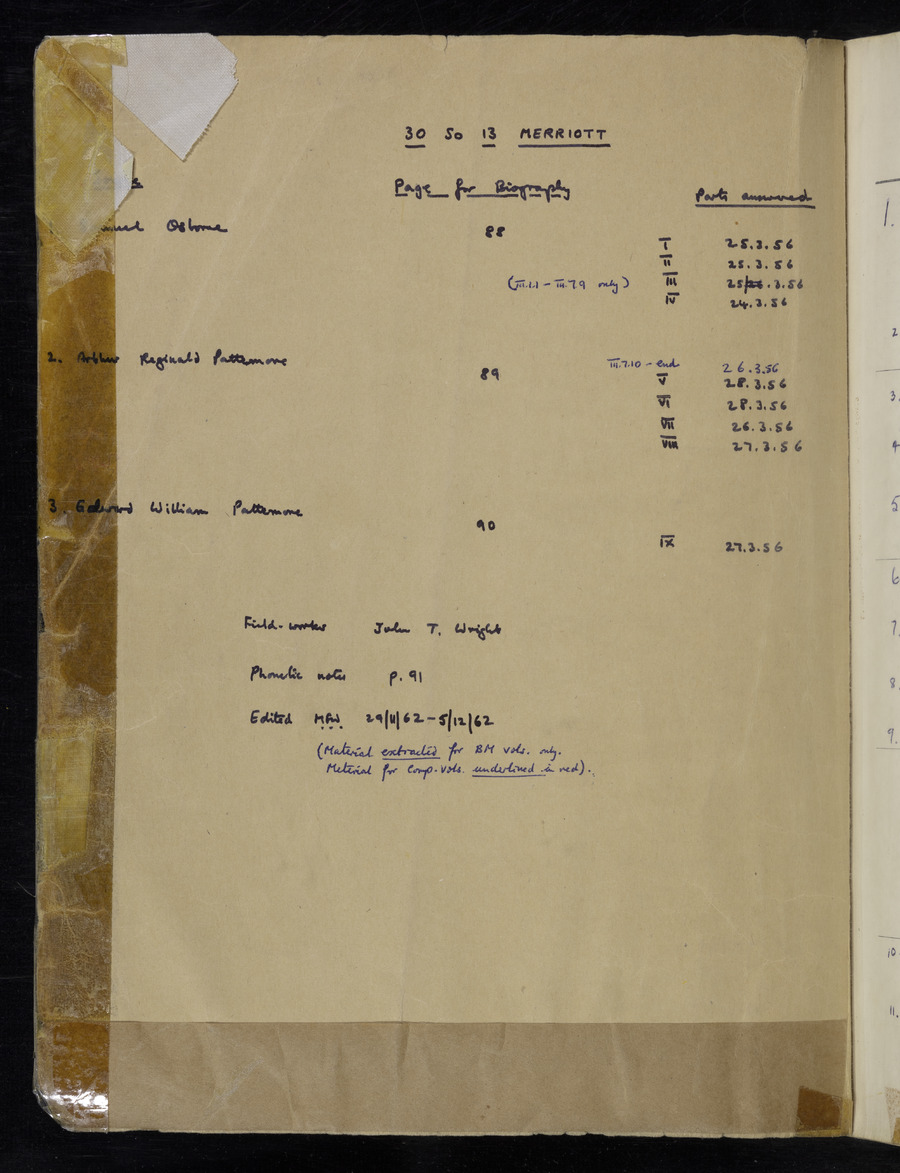 30 So 13 MERRIOTT
Page for Biography
Parts answered
Osborne
88
I 25.3.56
II 25.3.56
(III.1.1 – III.7.9 only) III 25/26.3.56
IV 24.3.56
2. Arthur Reginald Pattemore
III.7.10 – end 26.3.56
89
V 28.3.56
VI 28.3.56
VII 26.3.56
VIII 27.3.56
3. Edward William Pattemore
90
IX 27.3.56
Field-worker John T. Wright
Phonetic notes p. 91
Edited 29/11/62 – 5/12/62
(Material extracted for BM vols. only.
Material for Comp. Vols. underlined in red).
1.
2
3.
4
5
6
7.
8.
9.
10.
11.